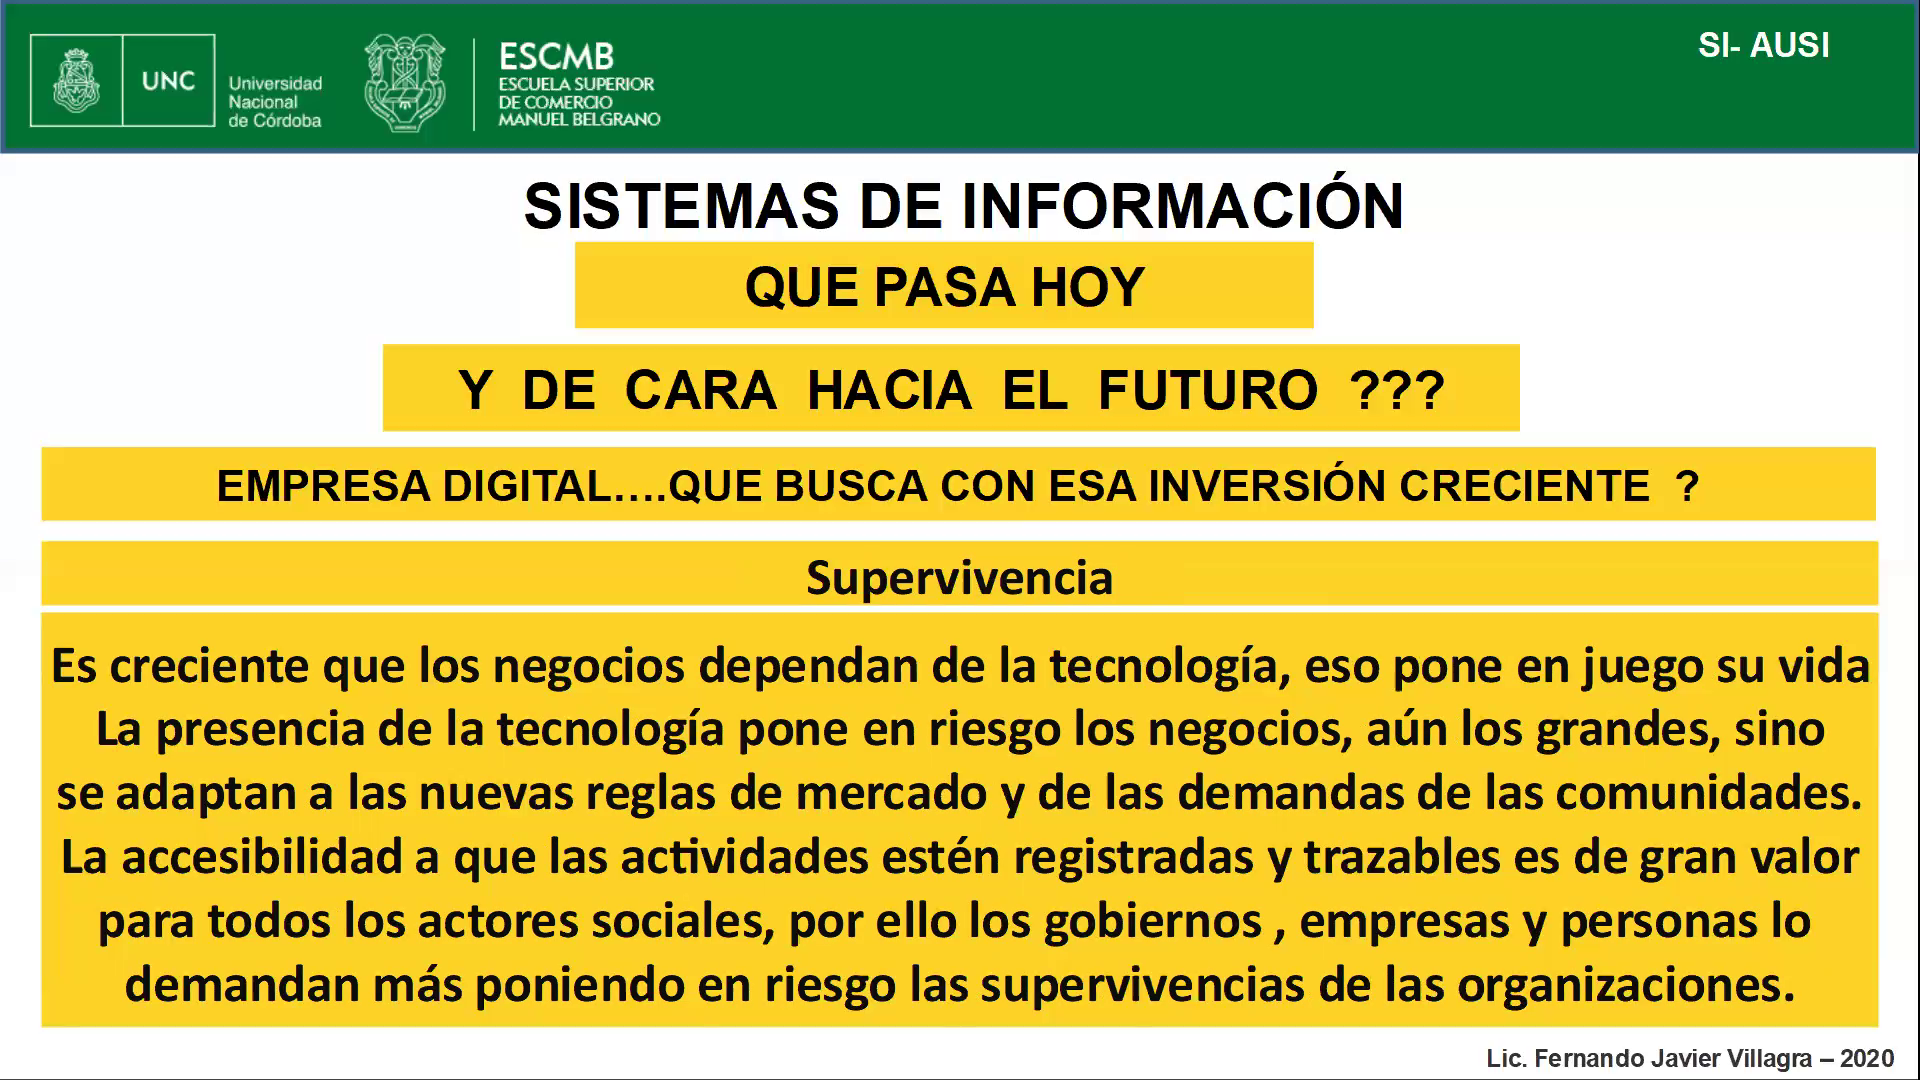 SI- AUSI
UNC
Universidad
Nacional
de Córdoba
ESCMB
ESCUELA SUPERIOR
DE COMERCIO
MANUEL BELGRANO
SISTEMAS DE INFORMACIÓN
QUE PASA HOY
Y DE CARA HACIA EL FUTURO ???
EMPRESA DIGITAL....QUE BUSCA CON ESA INVERSIÓN CRECIENTE ?
Supervivencia
Es creciente que los negocios dependan de la tecnología, eso pone en juego su vida
La presencia de la tecnología pone en riesgo los negocios, aún los grandes, sino
se adaptan a las nuevas reglas de mercado y de las demandas de las comunidades.
La accesibilidad a que las actividades estén registradas y trazables es de gran valor
para todos los actores sociales, por ello los gobiernos , empresas y personas lo
demandan más poniendo en riesgo las supervivencias de las organizaciones.
Lic. Fernando Javier Villagra – 2020